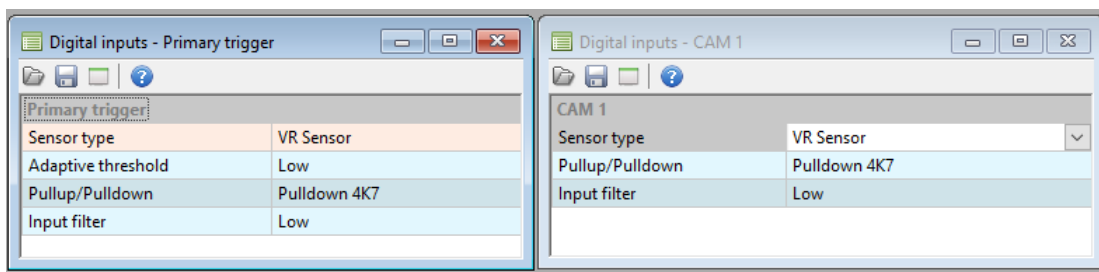 Digital inputs - Primary trigger
Primary trigger
Sensor type VR Sensor
Adaptive threshold Low
Pullup/Pulldown Pulldown 4K7
Input filter Low
Digital inputs - CAM 1
CAM 1
Sensor type VR Sensor
Pullup/Pulldown Pulldown 4K7
Input filter Low